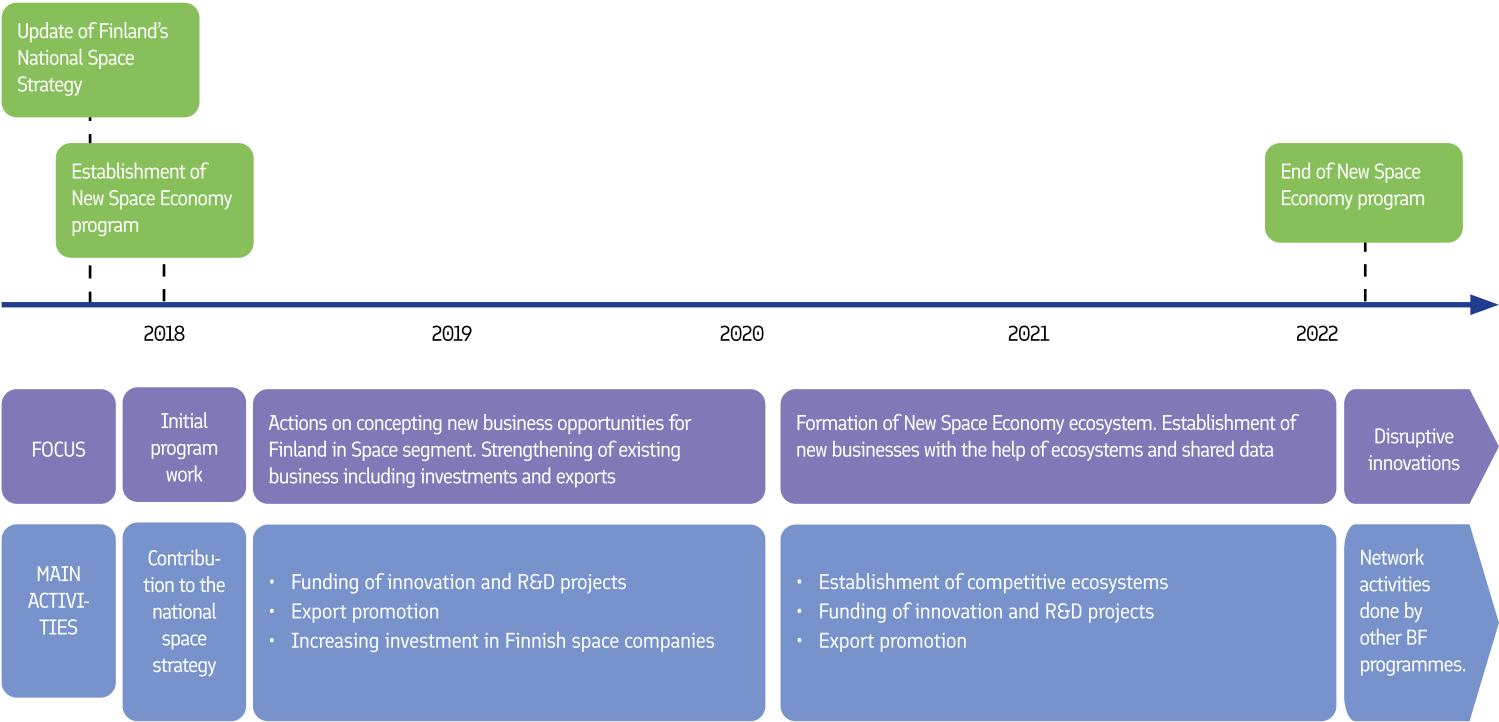 Update of Finland's
National Space
Strategy
Establishment of
New Space Economy
program
End of New Space
Economy program
2018
2019
2020
2021
2022
FOCUS
Initial
program
work
Actions on concepting new business opportunities for
Finland in Space segment. Strengthening of existing
business including investments and exports
Formation of New Space Economy ecosystem. Establishment of
new businesses with the help of ecosystems and shared data
Disruptive
innovations
MAIN
ACTIVI-
TIES
Contribu-
tion to the
national
space
strategy
• Funding of innovation and R&D projects
• Export promotion
• Increasing investment in Finnish space companies
• Establishment of competitive ecosystems
• Funding of innovation and R&D projects
• Export promotion
Network
activities
done by
other BF
programmes.